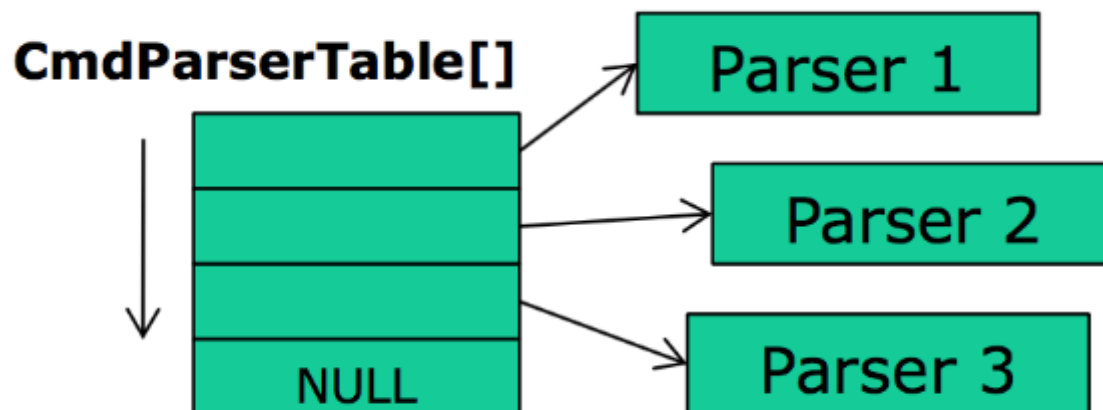 CmdParserTable[]
Parser 1
Parser 2
Parser 3
NULL